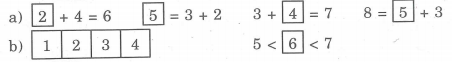 a) 2 + 4 = 6 5 = 3 + 2 3 + 4 = 7 8 = 5 + 3
b) 1 2 3 4 5 < 6 < 7